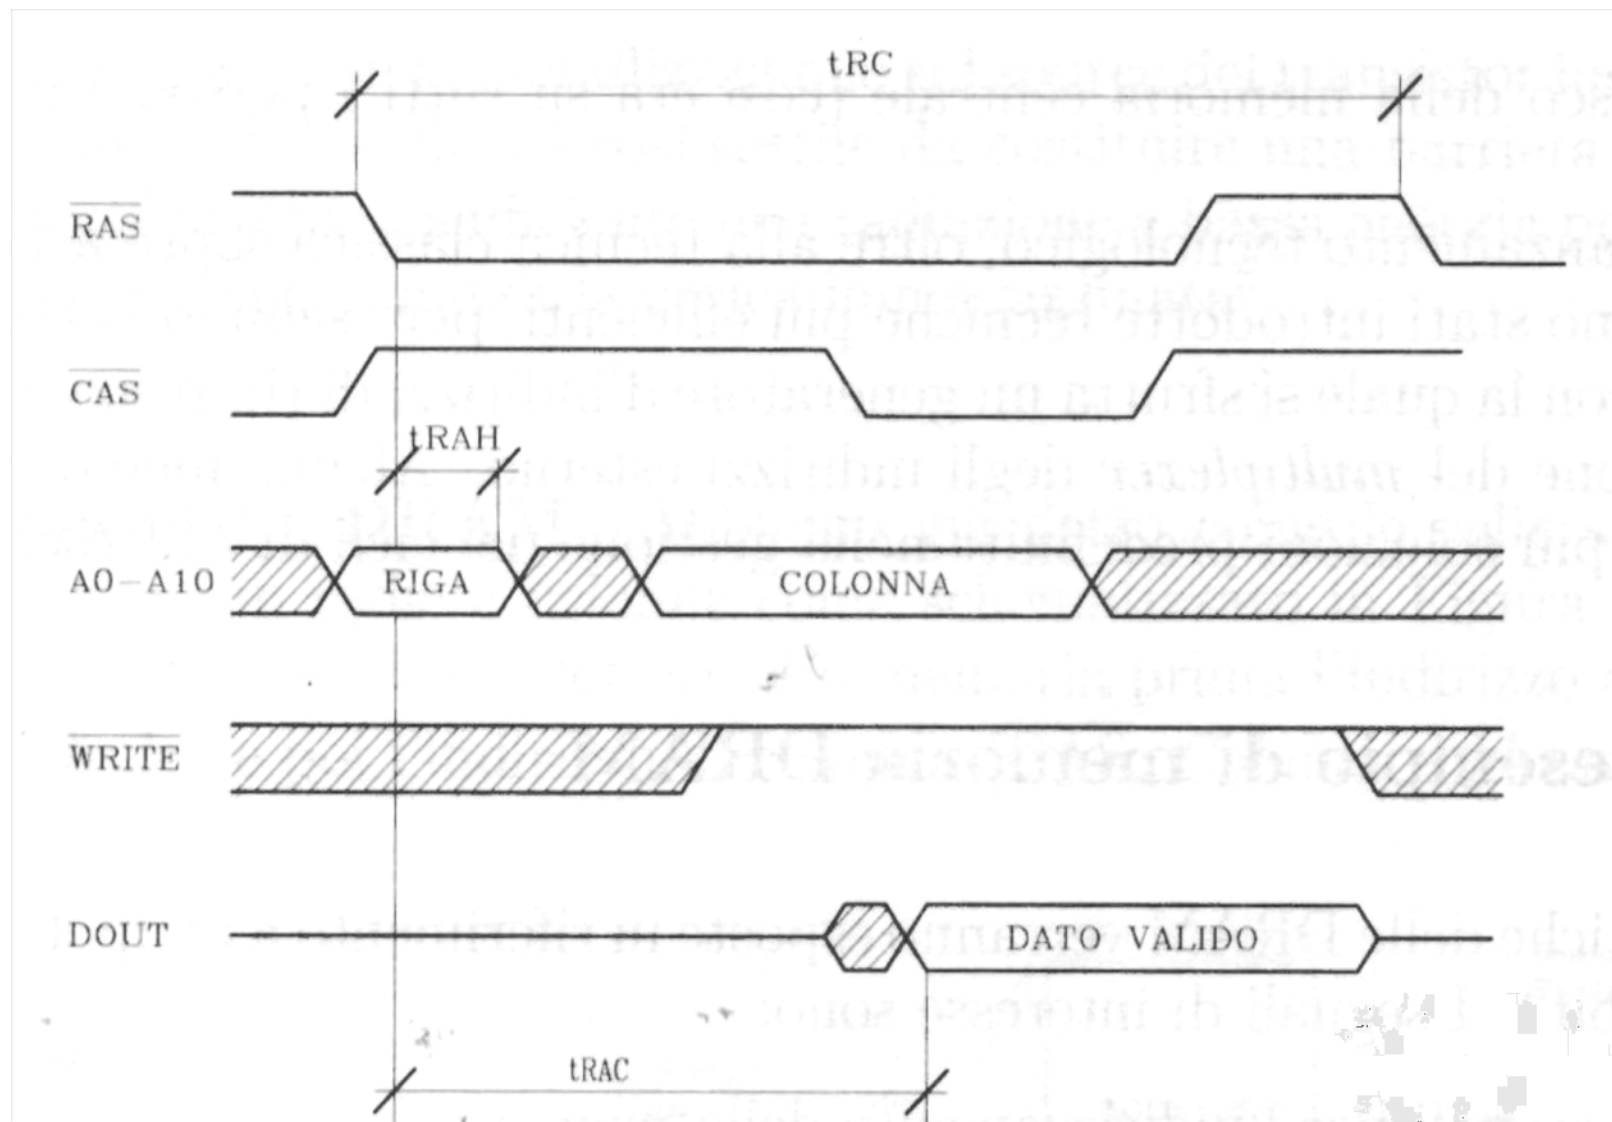 tRC
RAS
CAS
tRAH
A0-A10
RIGA
COLONNA
WRITE
DOUT
DATO VALIDO
tRAC